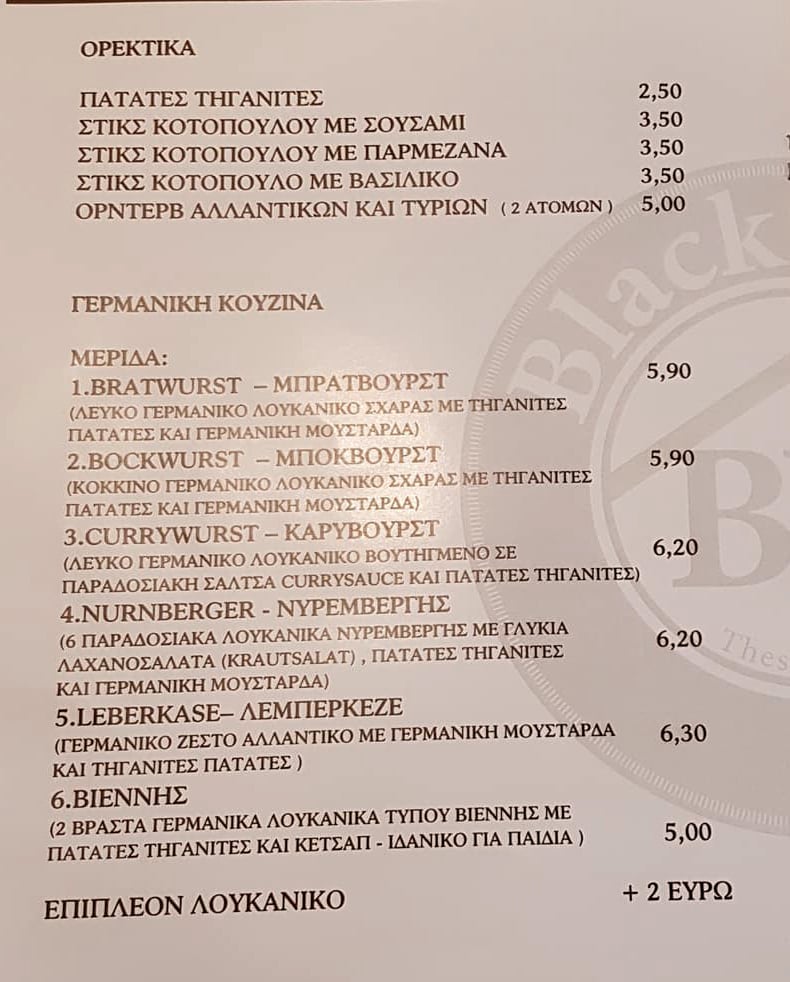 ΟΡΕΚΤΙΚΑ
ΠΑΤΑΤΕΣ ΤΗΓΑΝΙΤΕΣ 2,50
ΣΤΙΚΣ ΚΟΤΟΠΟΥΛΟΥ ΜΕ ΣΟΥΣΑΜΙ 3,50
ΣΤΙΚΣ ΚΟΤΟΠΟΥΛΟΥ ΜΕ ΠΑΡΜΕΖΑΝΑ 3,50
ΣΤΙΚΣ ΚΟΤΟΠΟΥΛΟ ΜΕ ΒΑΣΙΛΙΚΟ 3,50
ΟΡΝΤΕΡΒ ΑΛΛΑΝΤΙΚΩΝ ΚΑΙ ΤΥΡΙΩΝ ( 2 ΑΤΟΜΩΝ ) 5,00
ΓΕΡΜΑΝΙΚΗ ΚΟΥΖΙΝΑ
ΜΕΡΙΔΑ:
1.BRATWURST – ΜΠΡΑΤΒΟΥΡΣΤ 5,90
(ΛΕΥΚΟ ΓΕΡΜΑΝΙΚΟ ΛΟΥΚΑΝΙΚΟ ΣΧΑΡΑΣ ΜΕ ΤΗΓΑΝΙΤΕΣ
ΠΑΤΑΤΕΣ ΚΑΙ ΓΕΡΜΑΝΙΚΗ ΜΟΥΣΤΑΡΔΑ)
2.BOCKWURST – ΜΠΟΚΒΟΥΡΣΤ 5,90
(ΚΟΚΚΙΝΟ ΓΕΡΜΑΝΙΚΟ ΛΟΥΚΑΝΙΚΟ ΣΧΑΡΑΣ ΜΕ ΤΗΓΑΝΙΤΕΣ
ΠΑΤΑΤΕΣ ΚΑΙ ΓΕΡΜΑΝΙΚΗ ΜΟΥΣΤΑΡΔΑ)
3.CURRYWURST – ΚΑΡΥΒΟΥΡΣΤ 6,20
(ΛΕΥΚΟ ΓΕΡΜΑΝΙΚΟ ΛΟΥΚΑΝΙΚΟ ΒΟΥΤΗΓΜΕΝΟ ΣΕ
ΠΑΡΑΔΟΣΙΑΚΗ ΣΑΛΤΣΑ CURRYSAUCE ΚΑΙ ΠΑΤΑΤΕΣ ΤΗΓΑΝΙΤΕΣ)
4.NURNBERGER - ΝΥΡΕΜΒΕΡΓΗΣ 6,20
(6 ΠΑΡΑΔΟΣΙΑΚΑ ΛΟΥΚΑΝΙΚΑ ΝΥΡΕΜΒΕΡΓΗΣ ΜΕ ΓΛΥΚΙΑ
ΛΑΧΑΝΟΣΑΛΑΤΑ (KRAUTSALAT) , ΠΑΤΑΤΕΣ ΤΗΓΑΝΙΤΕΣ
ΚΑΙ ΓΕΡΜΑΝΙΚΗ ΜΟΥΣΤΑΡΔΑ)
5.LEBERKASE– ΛΕΜΠΕΡΚΕΖΕ 6,30
(ΓΕΡΜΑΝΙΚΟ ΖΕΣΤΟ ΑΛΛΑΝΤΙΚΟ ΜΕ ΓΕΡΜΑΝΙΚΗ ΜΟΥΣΤΑΡΔΑ
ΚΑΙ ΤΗΓΑΝΙΤΕΣ ΠΑΤΑΤΕΣ )
6.ΒΙΕΝΝΗΣ 5,00
(2 ΒΡΑΣΤΑ ΓΕΡΜΑΝΙΚΑ ΛΟΥΚΑΝΙΚΑ ΤΥΠΟΥ ΒΙΕΝΝΗΣ ΜΕ
ΠΑΤΑΤΕΣ ΤΗΓΑΝΙΤΕΣ ΚΑΙ ΚΕΤΣΑΠ - ΙΔΑΝΙΚΟ ΓΙΑ ΠΑΙΔΙΑ )
ΕΠΙΠΛΕΟΝ ΛΟΥΚΑΝΙΚΟ + 2 ΕΥΡΩ
Black